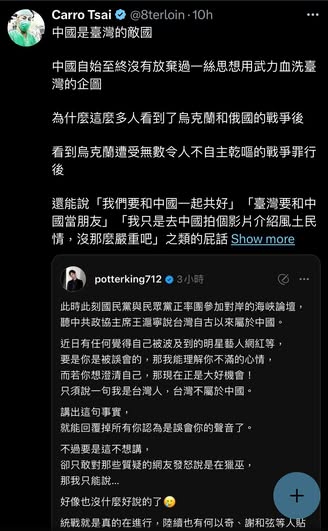 Carro Tsai @8terloin · 10h
中國是臺灣的敵國
中國自始至終沒有放棄過一絲思想用武力血洗臺
灣的企圖
為什麼這麼多人看到了烏克蘭和俄國的戰爭後
看到烏克蘭遭受無數令人不自主乾嘔的戰爭罪行
後
還能說「我們要和中國一起共好」「臺灣要和中
國當朋友」「我只是去中國拍個影片介紹風土民
情，沒那麼嚴重吧」之類的屁話 Show more
potterking712 3小時
此時此刻國民黨與民眾黨正率團參加對岸的海峽論壇，
聽中共政協主席王滬寧說台灣自古以來屬於中國。
近日有任何覺得自己被波及到的明星藝人網紅等，
要是你是被誤會的，那我能理解你不滿的心情，
而若你想澄清自己，那現在正是大好機會！
只須說一句我是台灣人，台灣不屬於中國。
講出這句事實，
就能回覆掉所有你認為是誤會你的聲音了。
不過要是這不想講，
卻只敢對那些質疑的網友發怒說是在獵巫，
那我只能說...
好像也沒什麼好說的了
統戰就是真的在進行，陸續也有何以奇、謝和弦等人貼